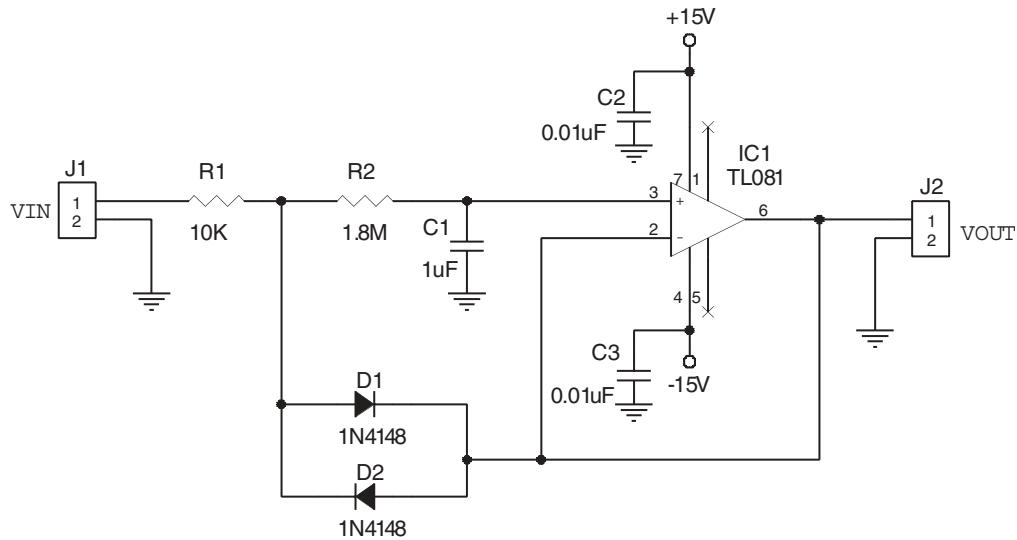 +15V
C2
0.01uF
7
1
IC1
TL081
J1
VIN
1
2
R1
10K
R2
1.8M
C1
1uF
3
+
2
-
6
J2
1
2
VOUT
4
5
C3
0.01uF
-15V
D1
1N4148
D2
1N4148